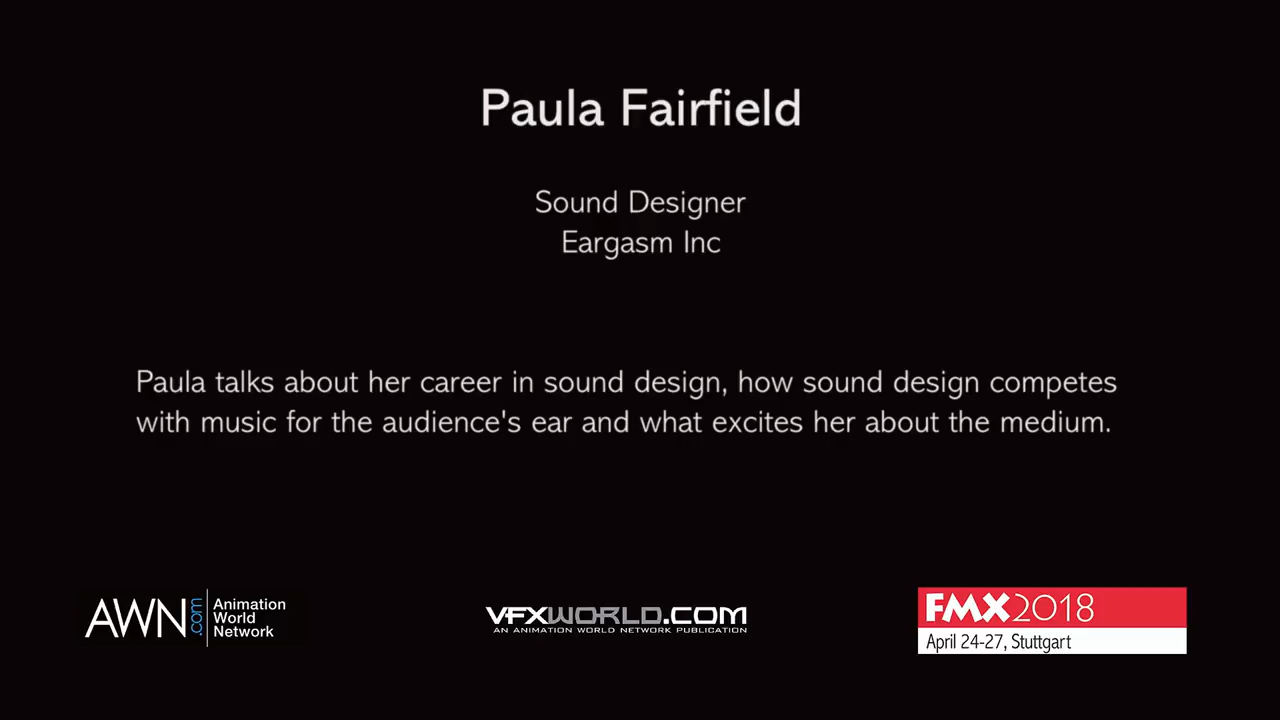 Paula Fairfield
Sound Designer
Eargasm Inc
Paula talks about her career in sound design, how sound design competes
with music for the audience's ear and what excites her about the medium.
AWN.com
Animation
World
Network
VFXWORLD.COM
AN ANIMATION WORLD NETWORK PUBLICATION
FMX2018
April 24-27, Stuttgart